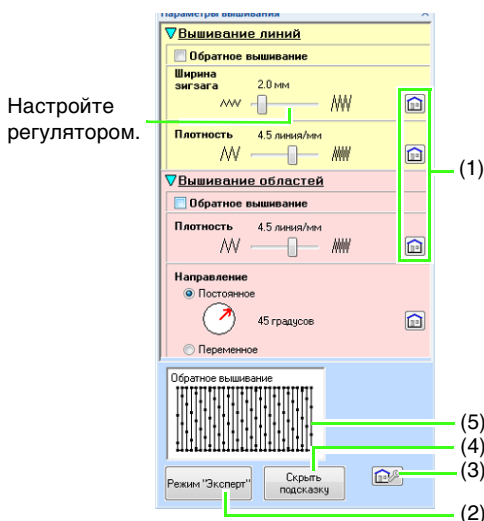 Параметры вышивания
Вышивание линий
Обратное вышивание
Ширина
зигзага
2.0 мм
Настройте
регулятором.
Плотность
4.5 линия/мм
(1)
Вышивание областей
Обратное вышивание
Плотность
4.5 линия/мм
Направление
Постоянное
45 градусов
Переменное
Обратное вышивание
(5)
(4)
(3)
Режим "Эксперт"
Скрыть
подсказку
(2)